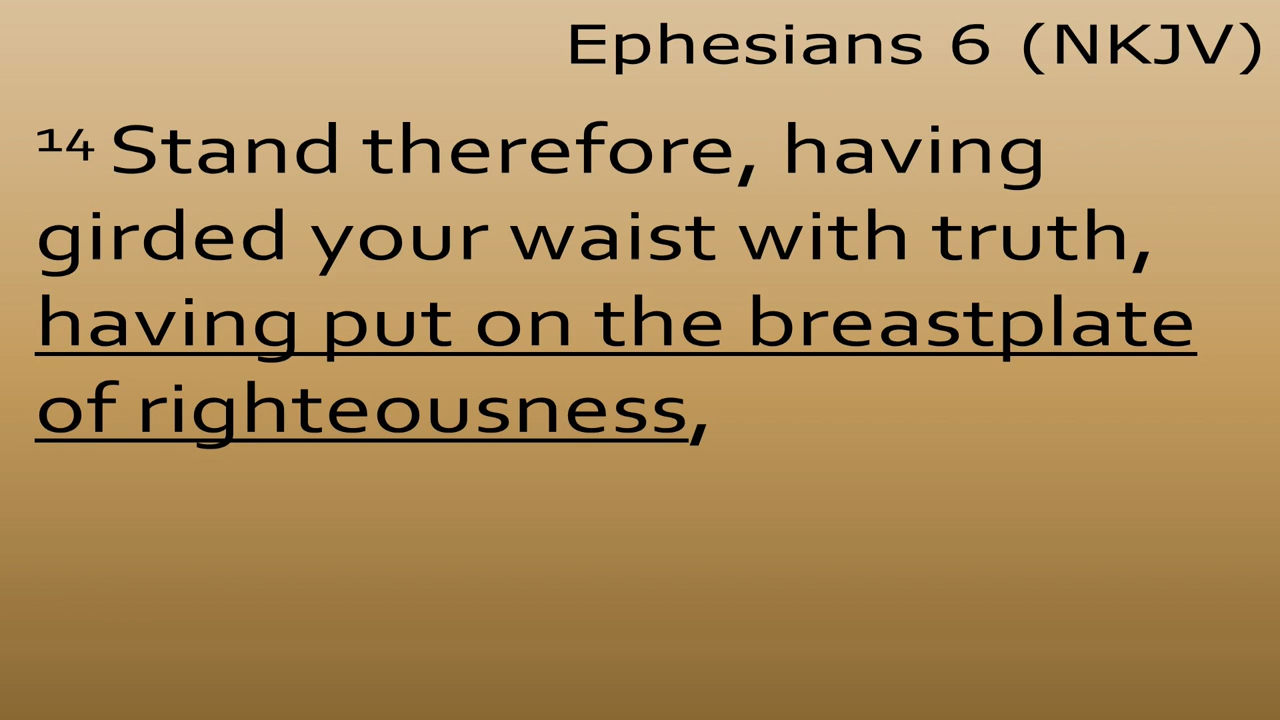 Ephesians 6 (NKJV)
14 Stand therefore, having
girded your waist with truth,
having put on the breastplate
of righteousness,